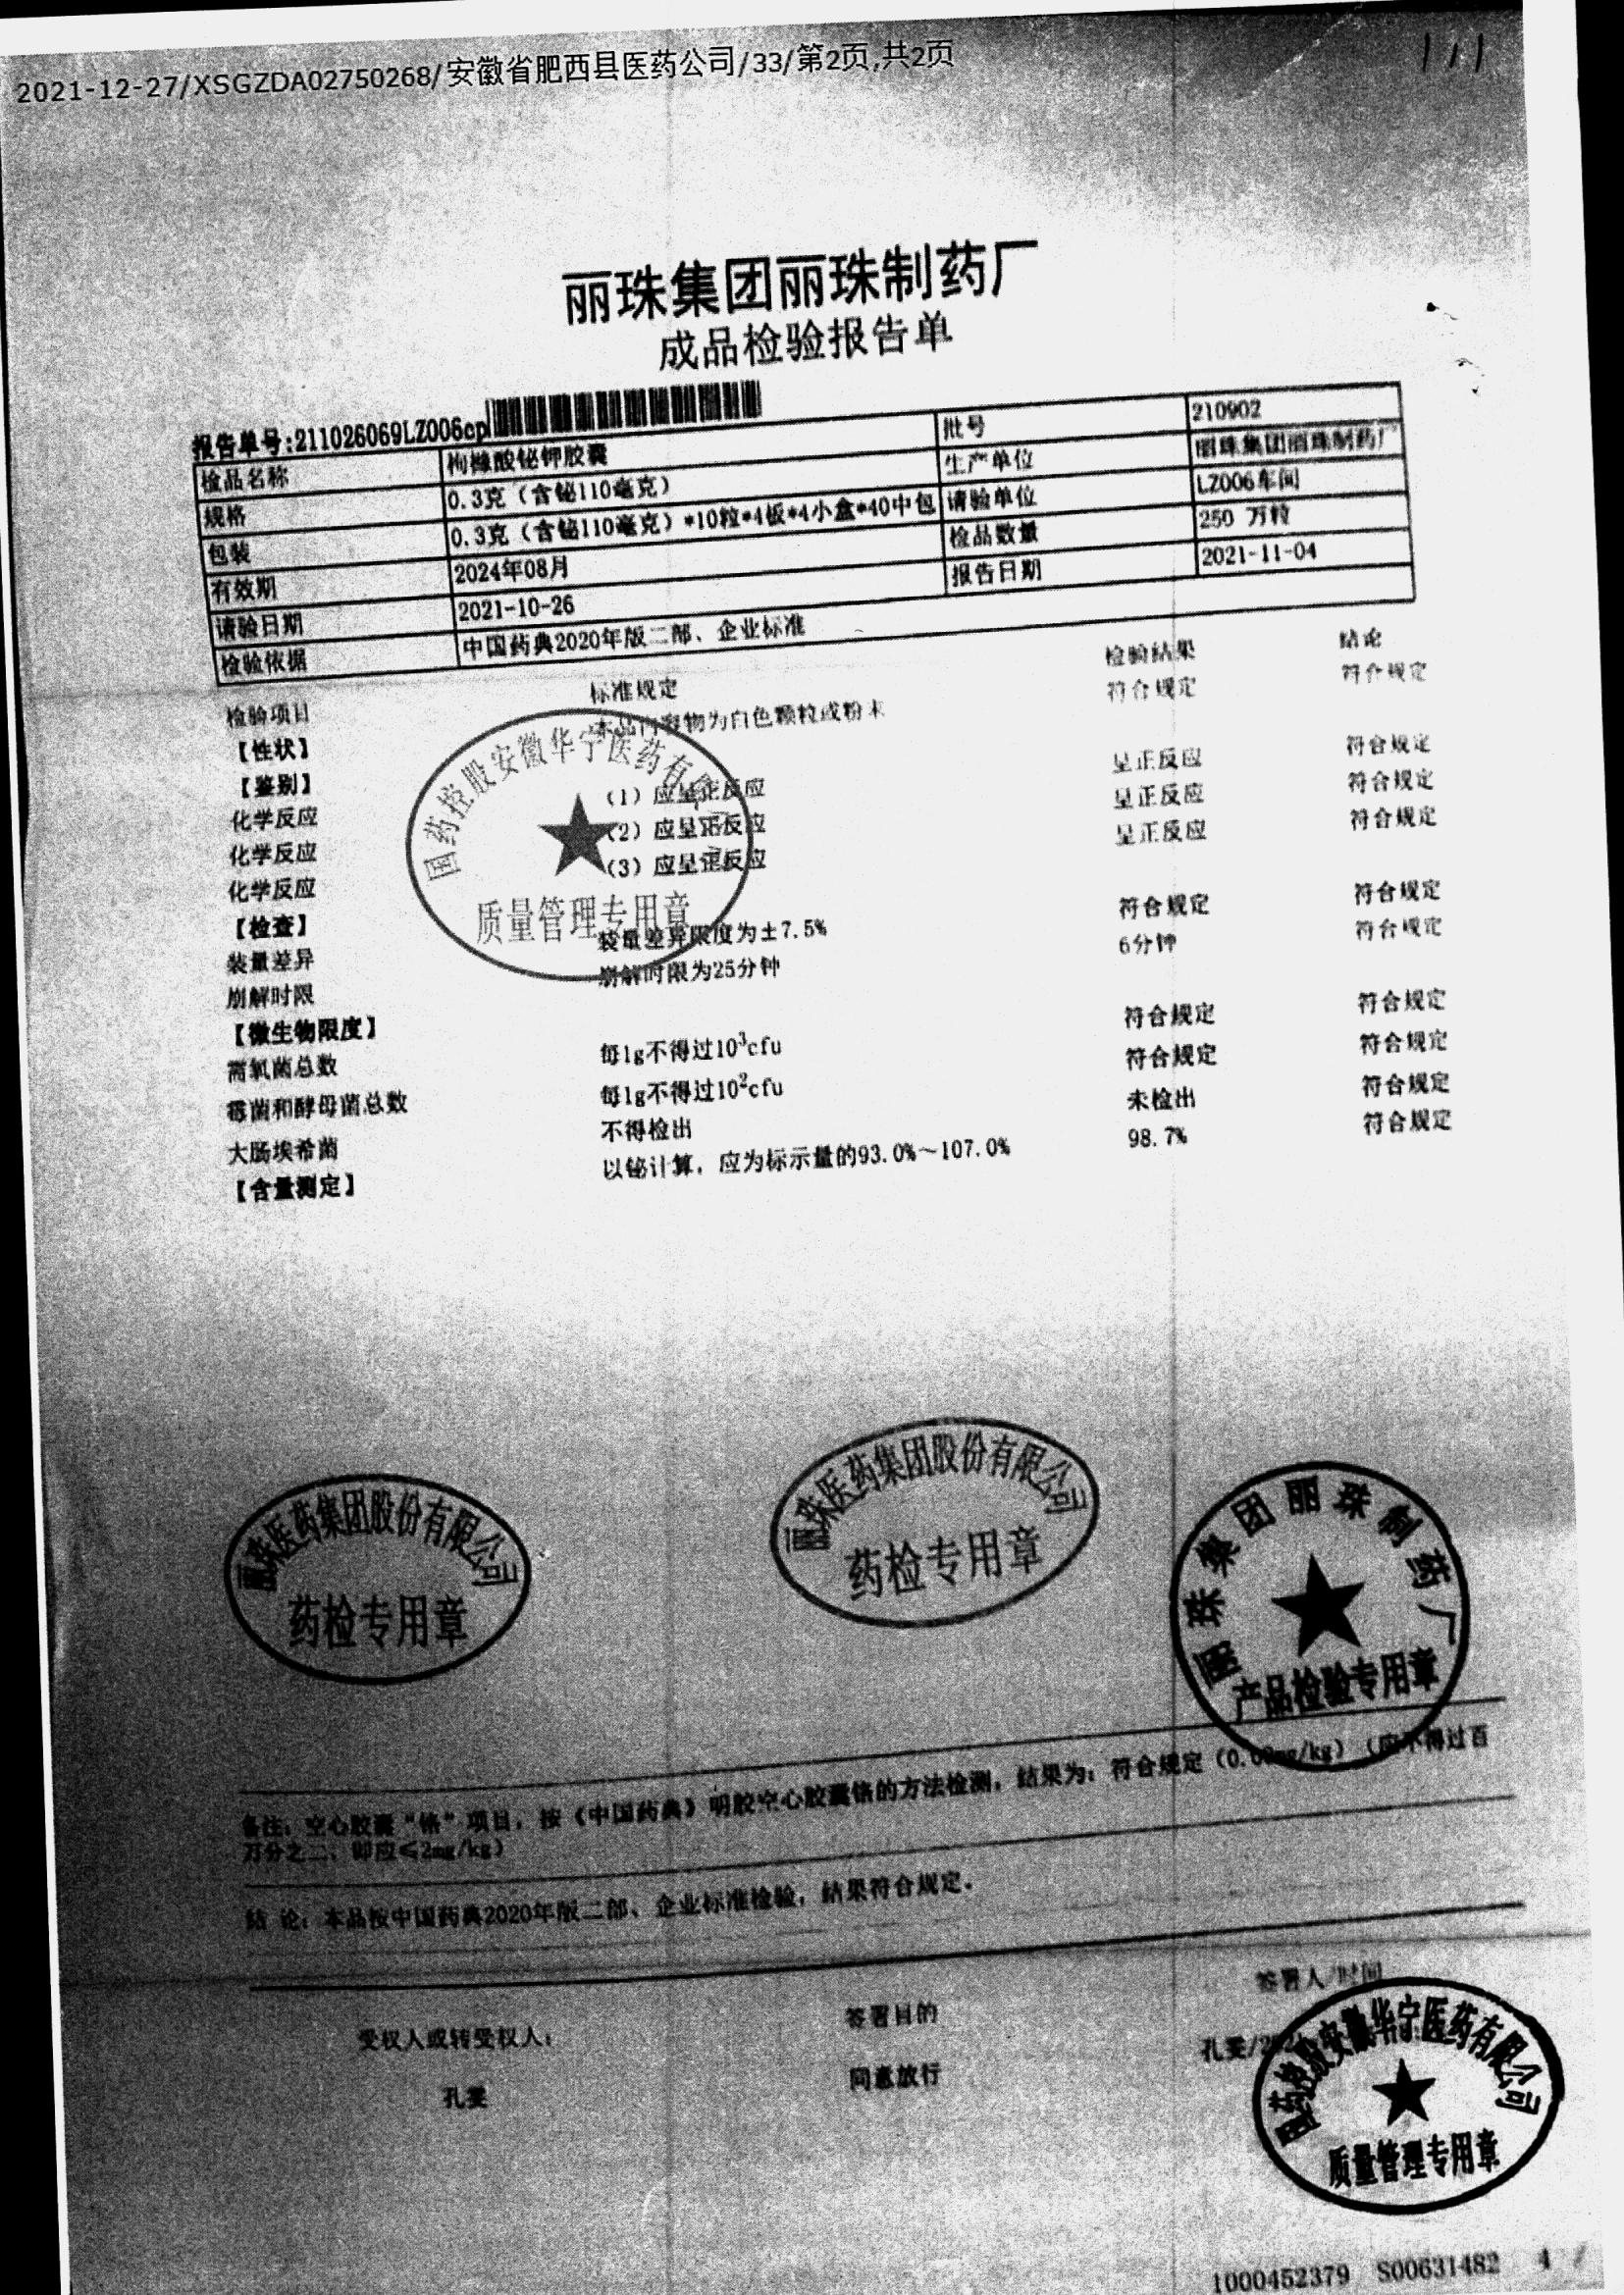 2021-12-27/XSGZDA02750268/安徽省肥西县医药公司/33/第2页,共2页
丽珠集团丽珠制药厂
成品检验报告单
报告单号:211026069LZ006cp
检品名称 枸橼酸铋钾胶囊 批号 210902
规格 0.3克（含铋110毫克） 生产单位 丽珠集团丽珠制药厂
包装 0.3克（含铋110毫克）*10粒*4板*4小盒*40中包 请验单位 LZ006车间
有效期 2024年08月 检品数量 250 万粒
请验日期 2021-10-26 报告日期 2021-11-04
检验依据 中国药典2020年版二部、企业标准
检验项目 标准规定 检验结果 结论
【性状】 本品内容物为白色颗粒或粉末 符合规定 符合规定
【鉴别】
化学反应 （1）应呈正反应 呈正反应 符合规定
化学反应 （2）应呈正反应 呈正反应 符合规定
化学反应 （3）应呈正反应 呈正反应 符合规定
【检查】
装量差异 装量差异限度为±7.5% 符合规定 符合规定
崩解时限 崩解时限为25分钟 6分钟 符合规定
【微生物限度】
需氧菌总数 每1g不得过10³cfu 符合规定 符合规定
霉菌和酵母菌总数 每1g不得过10²cfu 符合规定 符合规定
大肠埃希菌 不得检出 未检出 符合规定
【含量测定】 以铋计算，应为标示量的93.0%～107.0% 98.7% 符合规定
国药控股安徽华宁医药有限公司
质量管理专用章
丽珠医药集团股份有限公司
药检专用章
丽珠医药集团股份有限公司
药检专用章
丽珠集团丽珠制药厂
产品检验专用章
备注：空心胶囊“铬”项目，按《中国药典》明胶空心胶囊铬的方法检测，结果为：符合规定（0.0mg/kg）（应不得过百
万分之二、即应≤2mg/kg）
结 论：本品按中国药典2020年版二部、企业标准检验，结果符合规定。
受权人或转受权人： 签署目的 签署人/时间
孔雯 同意放行 孔雯/
国药控股安徽华宁医药有限公司
质量管理专用章
1000452379 S00631482 4